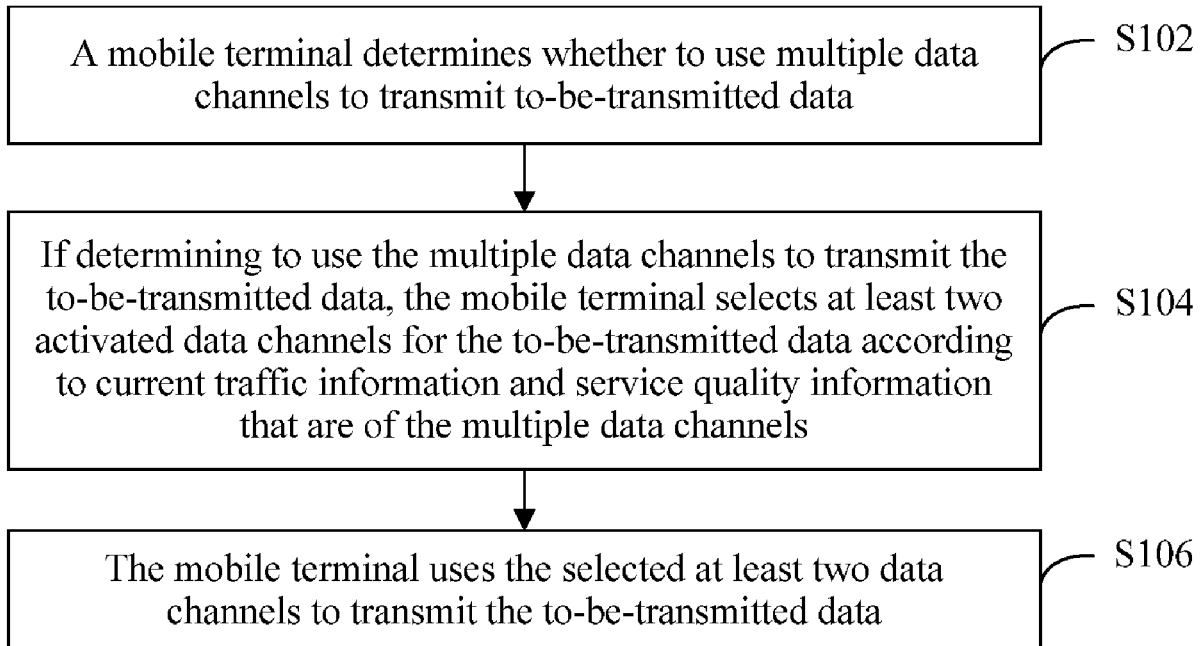 A mobile terminal determines whether to use multiple data
channels to transmit to-be-transmitted data
S102
If determining to use the multiple data channels to transmit the
to-be-transmitted data, the mobile terminal selects at least two
activated data channels for the to-be-transmitted data according
to current traffic information and service quality information
that are of the multiple data channels
S104
The mobile terminal uses the selected at least two data
channels to transmit the to-be-transmitted data
S106